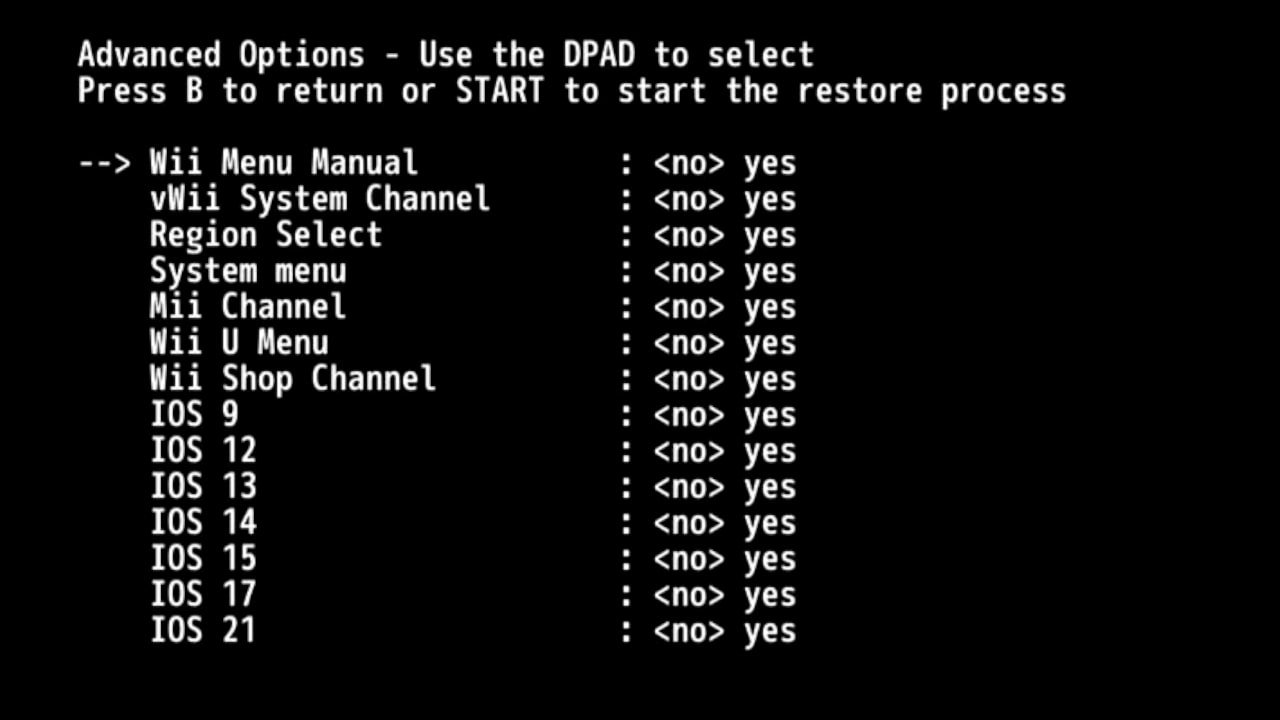 Advanced Options - Use the DPAD to select
Press B to return or START to start the restore process
--> Wii Menu Manual : <no> yes
vWii System Channel : <no> yes
Region Select : <no> yes
System menu : <no> yes
Mii Channel : <no> yes
Wii U Menu : <no> yes
Wii Shop Channel : <no> yes
IOS 9 : <no> yes
IOS 12 : <no> yes
IOS 13 : <no> yes
IOS 14 : <no> yes
IOS 15 : <no> yes
IOS 17 : <no> yes
IOS 21 : <no> yes